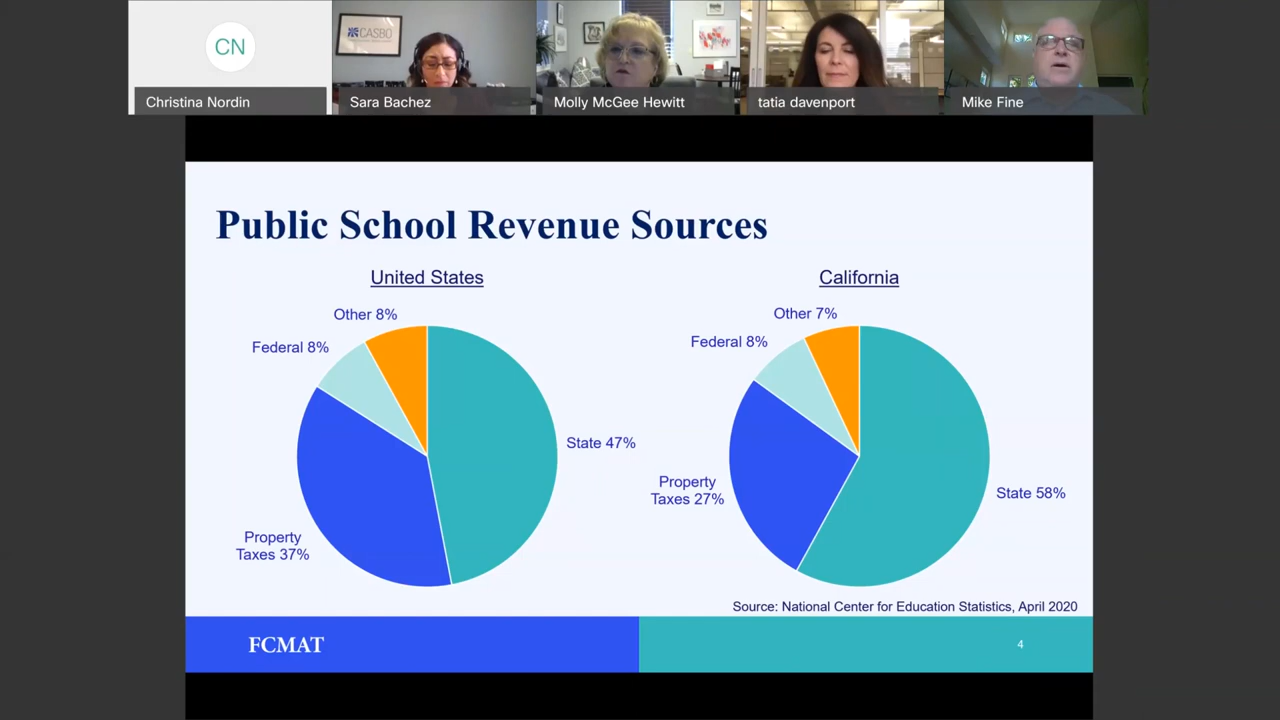 CN
CASBO
Christina Nordin
Sara Bachez
Molly McGee Hewitt
tatia davenport
Mike Fine
Public School Revenue Sources
United States
Other 8%
Federal 8%
State 47%
Property
Taxes 37%
California
Other 7%
Federal 8%
Property
Taxes 27%
State 58%
Source: National Center for Education Statistics, April 2020
FCMAT
4